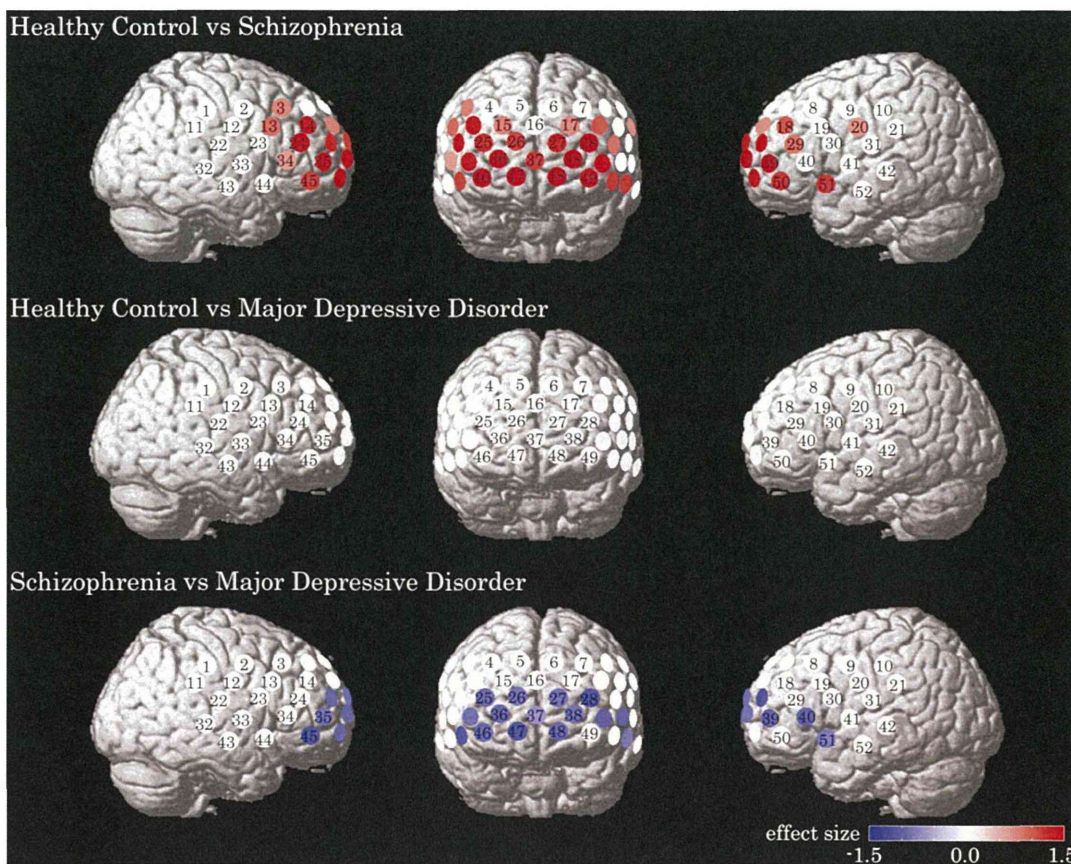 Healthy Control vs Schizophrenia
1 2 3
11 12 13
22 23
32 33 34 35
43 44 45
4 5 6 7
15 16 17
25 26 27 28
37
8 9 10
18 19 20 21
29 30 31
40 41 42
50 51 52
Healthy Control vs Major Depressive Disorder
1 2 3
11 12 13 14
22 23 24
32 33 34 35
43 44 45
4 5 6 7
15 16 17
25 26 27 28
36 37 38
46 47 48 49
8 9 10
18 19 20 21
29 30 31
39 40 41 42
50 51 52
Schizophrenia vs Major Depressive Disorder
1 2 3
11 12 13 14
22 23 24
32 33 34 35
43 44 45
4 5 6 7
15 16 17
25 26 27 28
36 37 38
46 47 48 49
8 9 10
18 19 20 21
29 30 31
39 40 41 42
50 51 52
effect size
-1.5 0.0 1.5